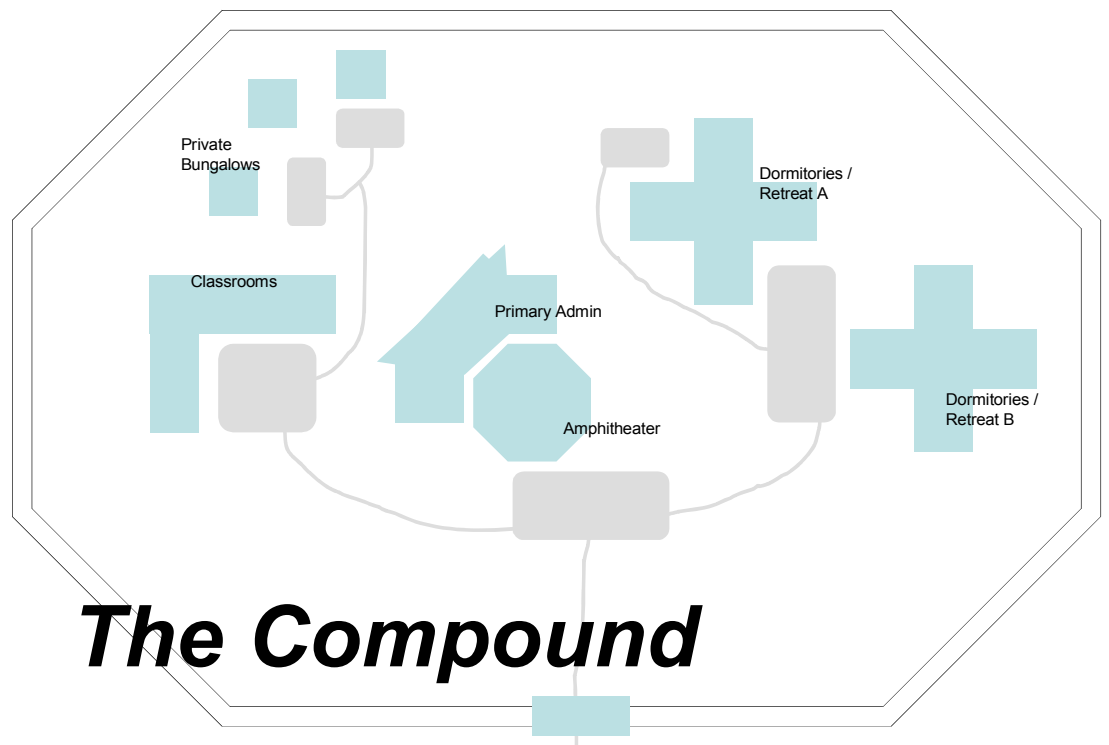 Private
Bungalows
Dormitories /
Retreat A
Classrooms
Primary Admin
Dormitories /
Retreat B
Amphitheater
The Compound